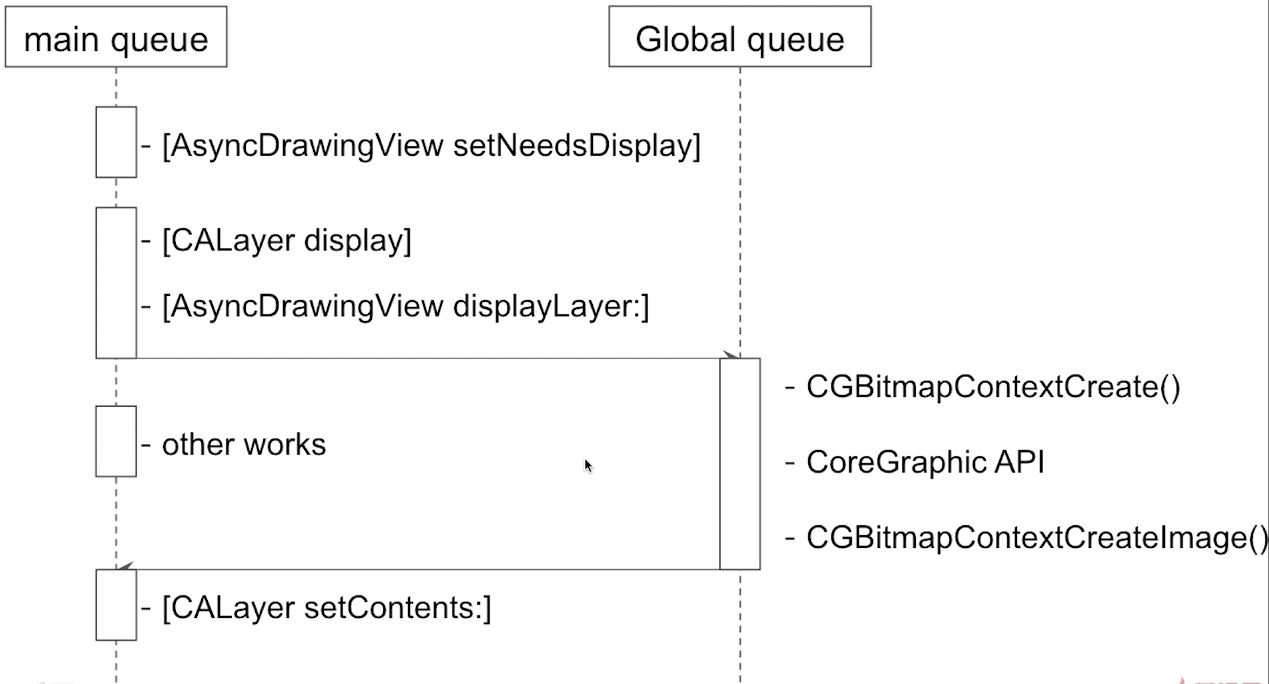 main queue
Global queue
- [AsyncDrawingView setNeedsDisplay]
- [CALayer display]
- [AsyncDrawingView displayLayer:]
- CGBitmapContextCreate()
- other works
- CoreGraphic API
- CGBitmapContextCreateImage()
- [CALayer setContents:]